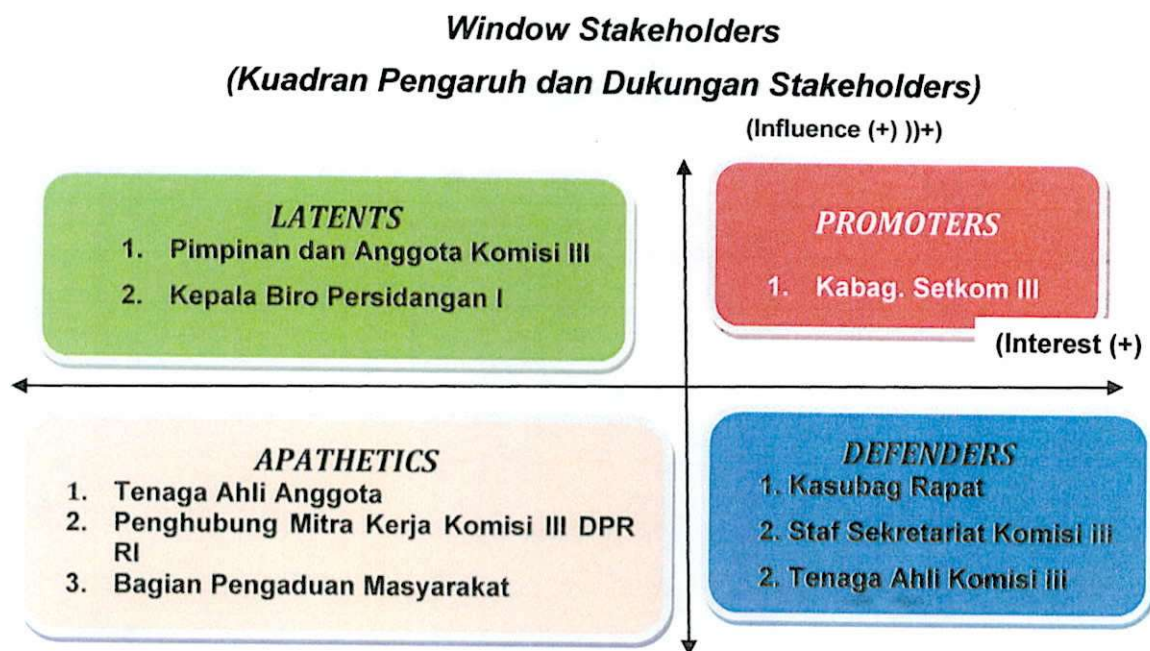 Window Stakeholders
(Kuadran Pengaruh dan Dukungan Stakeholders)
(Influence (+) ))+)
LATENTS
1. Pimpinan dan Anggota Komisi III
2. Kepala Biro Persidangan I
PROMOTERS
1. Kabag. Setkom III
(Interest (+)
APATHETICS
1. Tenaga Ahli Anggota
2. Penghubung Mitra Kerja Komisi III DPR
RI
3. Bagian Pengaduan Masyarakat
DEFENDERS
1. Kasubag Rapat
2. Staf Sekretariat Komisi iii
2. Tenaga Ahli Komisi iii